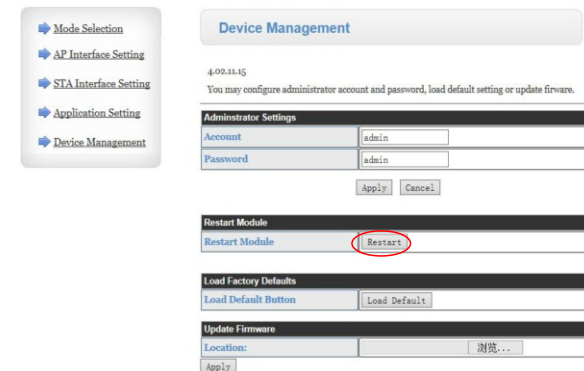 Mode Selection
AP Interface Setting
STA Interface Setting
Application Setting
Device Management
Device Management
4.02.11.15
You may configure administrator account and password, load default setting or update firware.
Adminstrator Settings
Account admin
Password admin
Apply Cancel
Restart Module
Restart Module Restart
Load Factory Defaults
Load Default Button Load Default
Update Firmware
Location: 浏览...
Apply